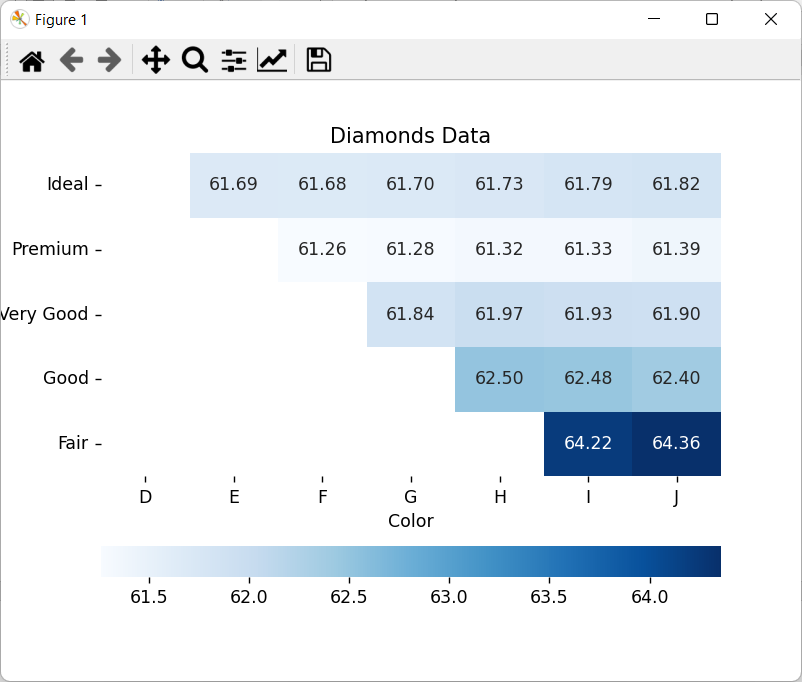 Figure 1
Diamonds Data
Ideal 61.69 61.68 61.70 61.73 61.79 61.82
Premium 61.26 61.28 61.32 61.33 61.39
Very Good 61.84 61.97 61.93 61.90
Good 62.50 62.48 62.40
Fair 64.22 64.36
D E F G H I J
Color
61.5 62.0 62.5 63.0 63.5 64.0